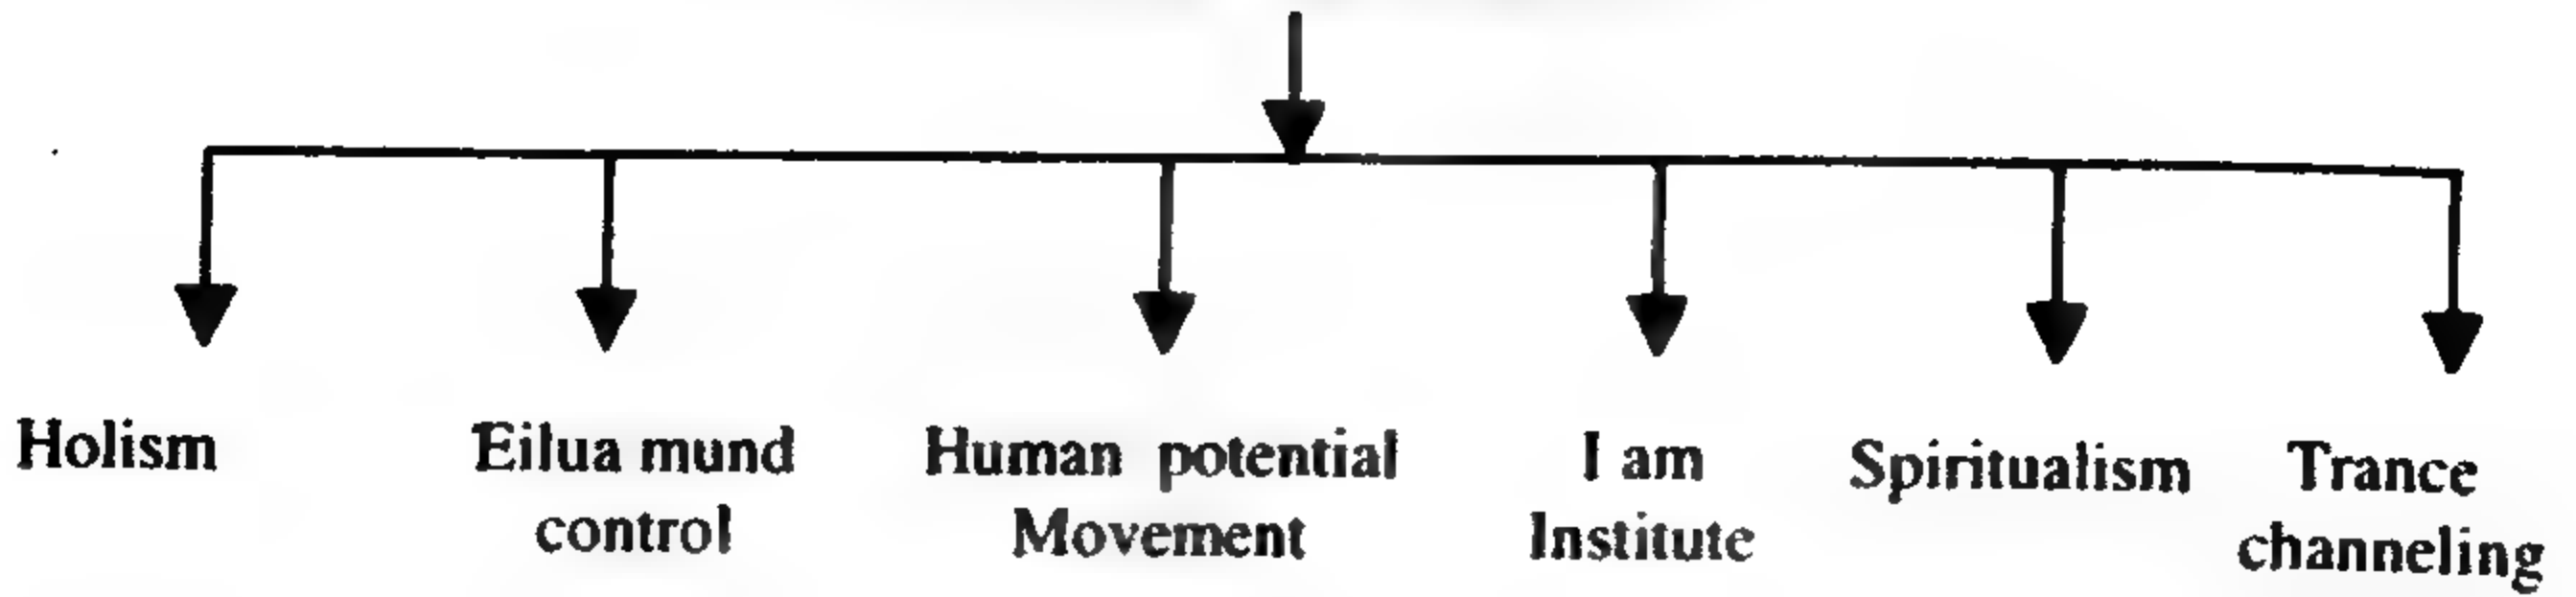 Holism
Eilua mund
control
Human potential
Movement
I am
Institute
Spiritualism
Trance
channeling